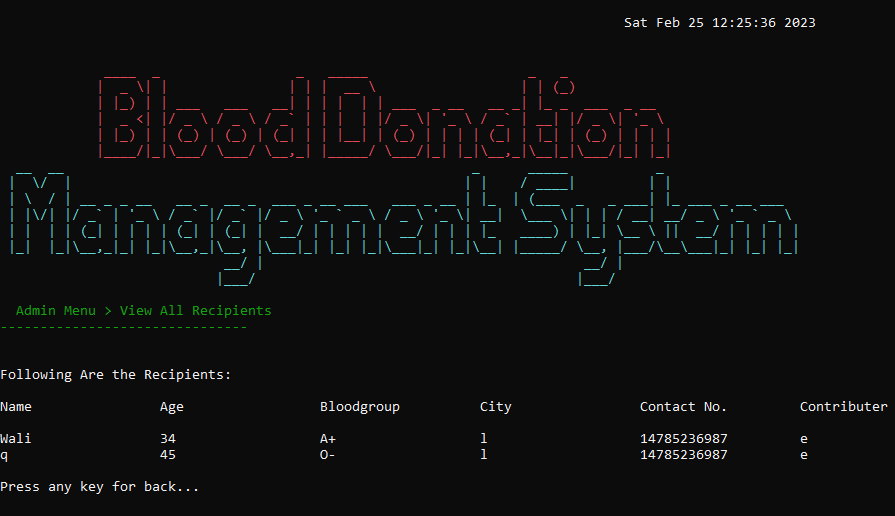 Sat Feb 25 12:25:36 2023
Blood Donation
Management System
Admin Menu > View All Recipients
-------------------------------
Following Are the Recipients:
Name Age Bloodgroup City Contact No. Contributer
Wali 34 A+ l 14785236987 e
q 45 O- l 14785236987 e
Press any key for back...